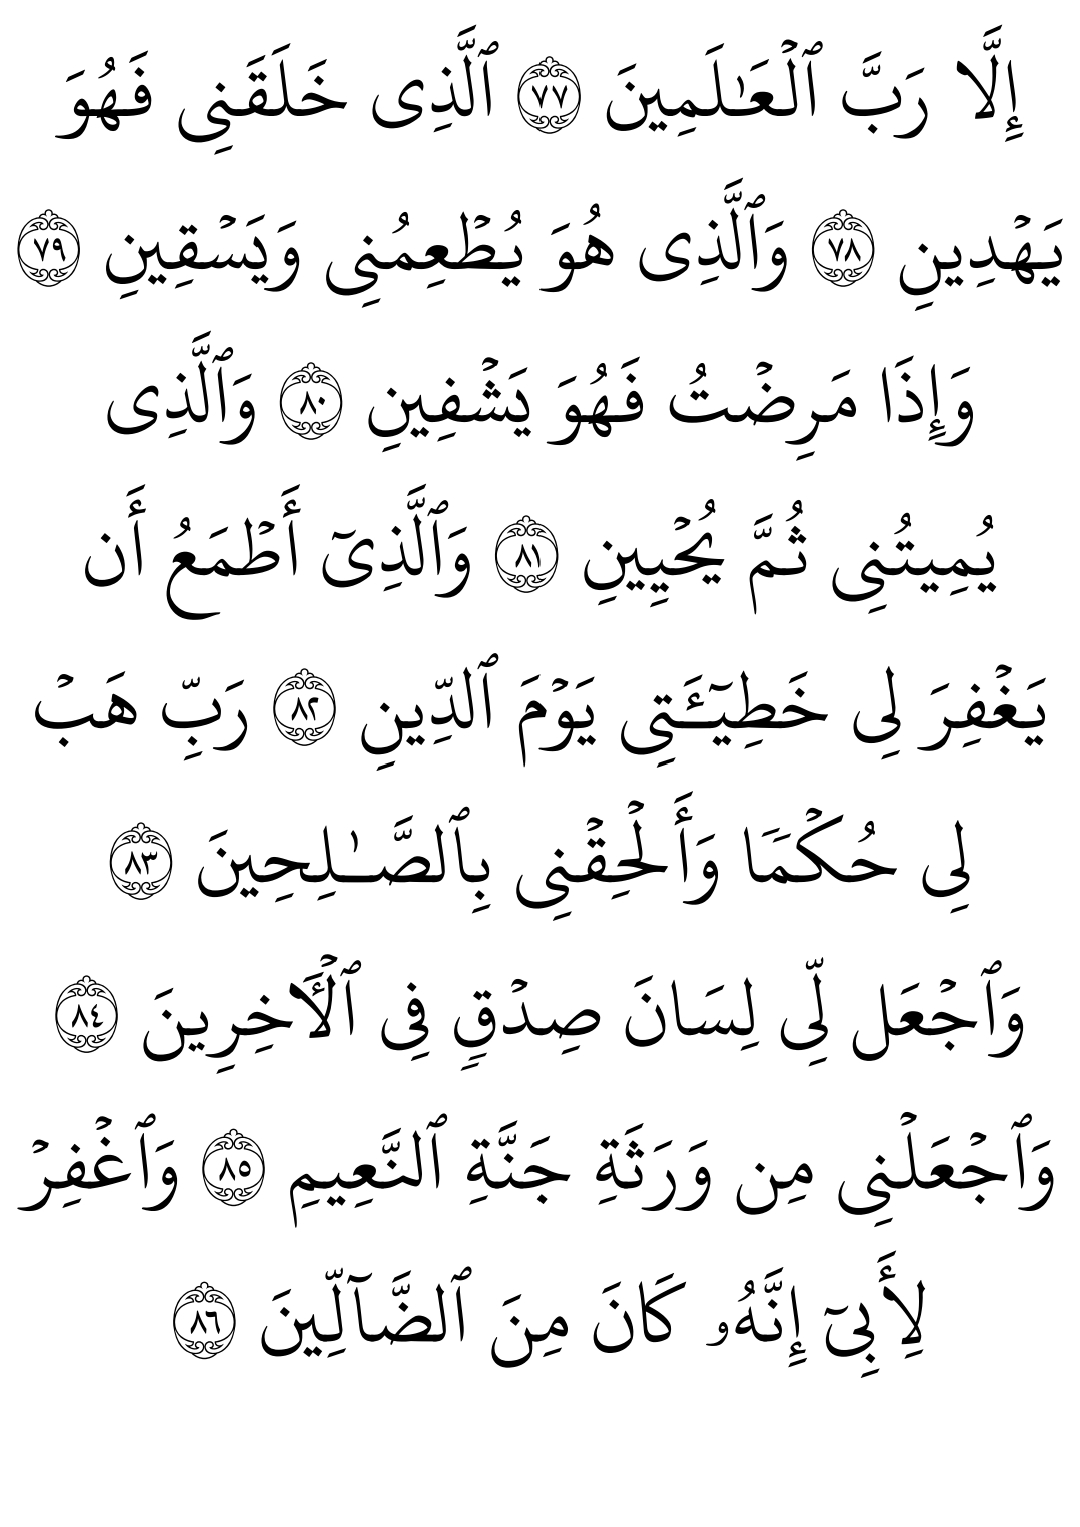 إِلَّا رَبَّ ٱلْعَـٰلَمِينَ ٧٧ ٱلَّذِى خَلَقَنِى فَهُوَ
يَهْدِينِ ٧٨ وَٱلَّذِى هُوَ يُطْعِمُنِى وَيَسْقِينِ ٧٩
وَإِذَا مَرِضْتُ فَهُوَ يَشْفِينِ ٨٠ وَٱلَّذِى
يُمِيتُنِى ثُمَّ يُحْيِينِ ٨١ وَٱلَّذِىٓ أَطْمَعُ أَن
يَغْفِرَ لِى خَطِيٓـَٔتِى يَوْمَ ٱلدِّينِ ٨٢ رَبِّ هَبْ
لِى حُكْمًا وَأَلْحِقْنِى بِٱلصَّـٰلِحِينَ ٨٣
وَٱجْعَل لِّى لِسَانَ صِدْقٍ فِى ٱلْـَٔاخِرِينَ ٨٤
وَٱجْعَلْنِى مِن وَرَثَةِ جَنَّةِ ٱلنَّعِيمِ ٨٥ وَٱغْفِرْ
لِأَبِىٓ إِنَّهُۥ كَانَ مِنَ ٱلضَّآلِّينَ ٨٦